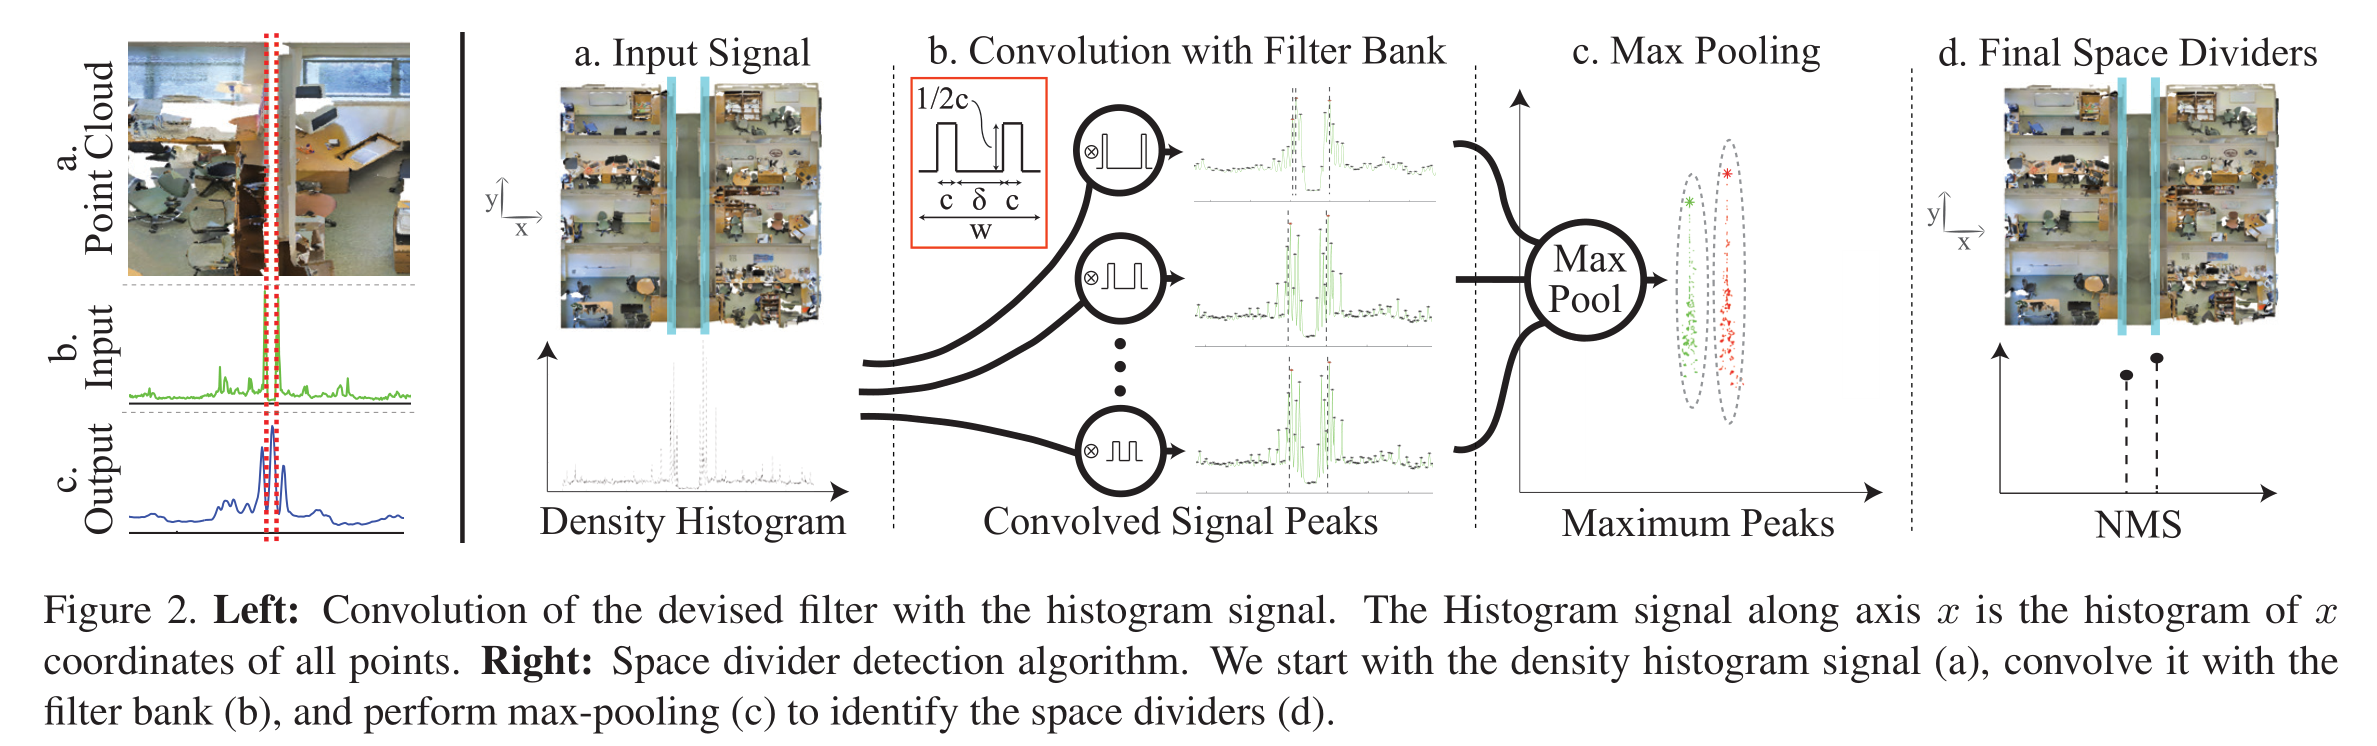 a.
Point Cloud
b.
Input
c.
Output
a. Input Signal
y
x
Density Histogram
b. Convolution with Filter Bank
1/2c
c δ c
w
⊗
⊗
⊗
Convolved Signal Peaks
c. Max Pooling
Max
Pool
Maximum Peaks
d. Final Space Dividers
y
x
NMS
Figure 2. Left: Convolution of the devised filter with the histogram signal. The Histogram signal along axis x is the histogram of x
coordinates of all points. Right: Space divider detection algorithm. We start with the density histogram signal (a), convolve it with the
filter bank (b), and perform max-pooling (c) to identify the space dividers (d).